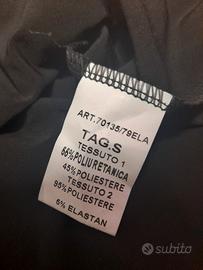 ART.70135/79ELA
TAG.S
TESSUTO 1
55%POLIURETANICA
45%POLIESTERE
TESSUTO 2
95%POLIESTERE
5% ELASTAN
subito